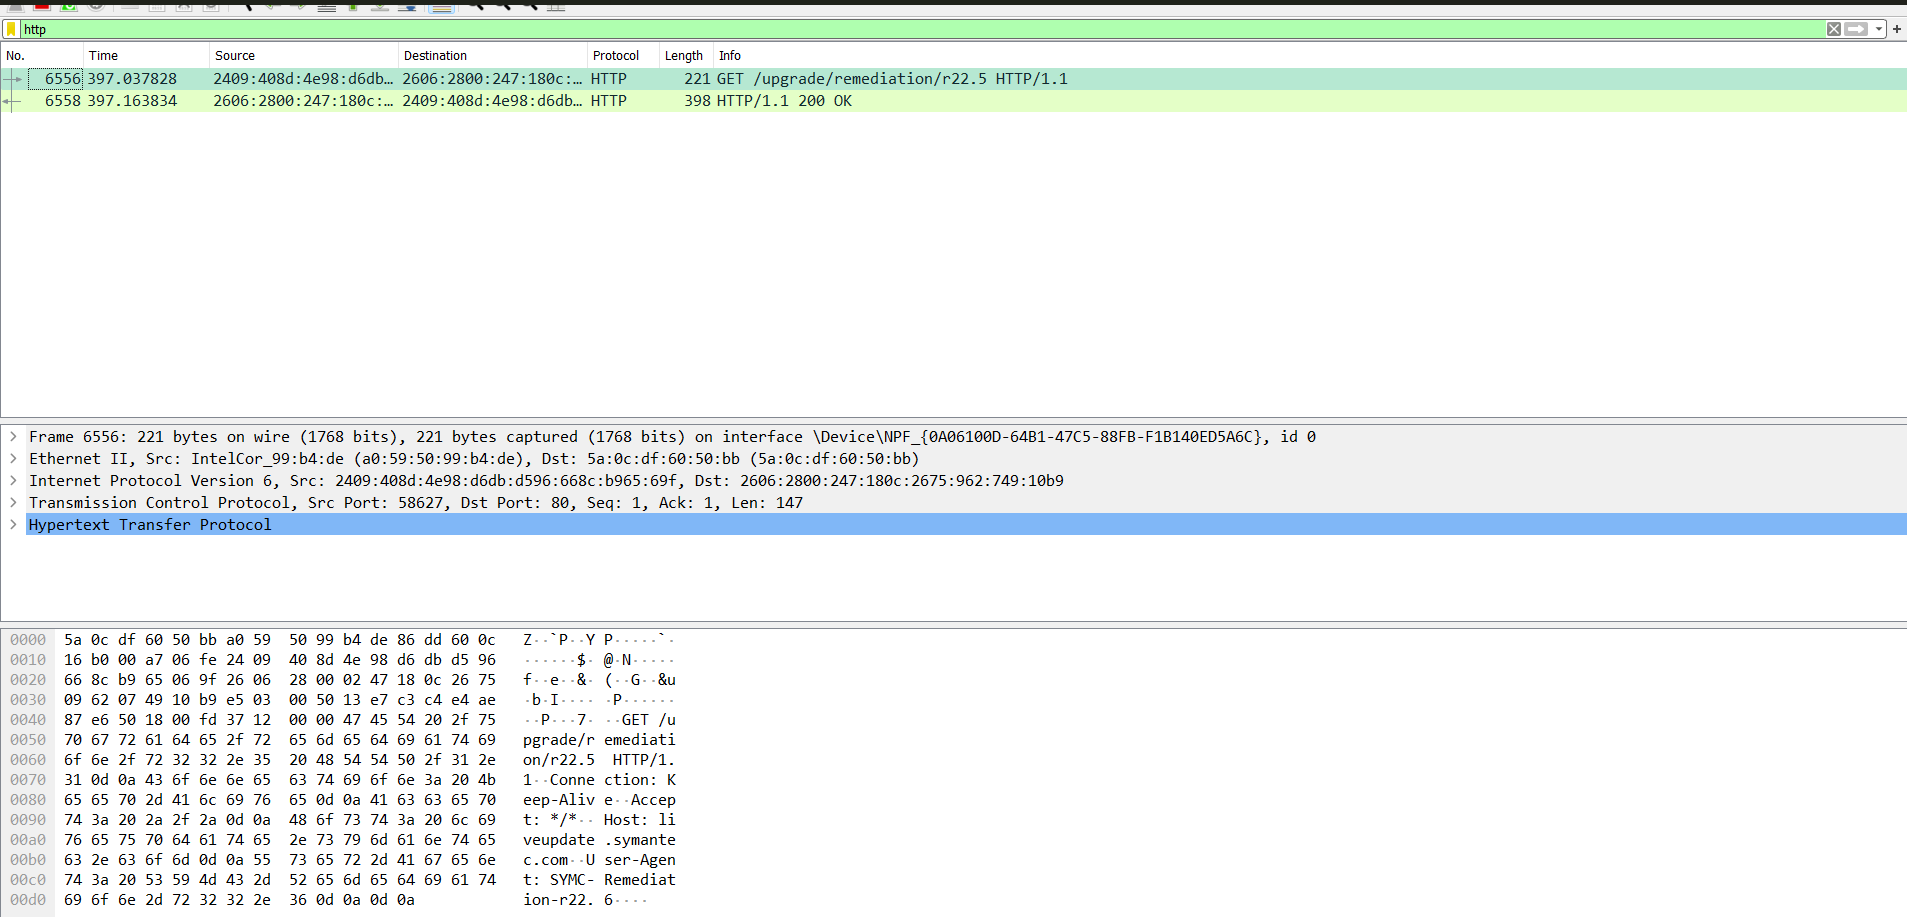 http
No. Time Source Destination Protocol Length Info
6556 397.037828 2409:408d:4e98:d6db… 2606:2800:247:180c:… HTTP 221 GET /upgrade/remediation/r22.5 HTTP/1.1
6558 397.163834 2606:2800:247:180c:… 2409:408d:4e98:d6db… HTTP 398 HTTP/1.1 200 OK
Frame 6556: 221 bytes on wire (1768 bits), 221 bytes captured (1768 bits) on interface \Device\NPF_{0A06100D-64B1-47C5-88FB-F1B140ED5A6C}, id 0
Ethernet II, Src: IntelCor_99:b4:de (a0:59:50:99:b4:de), Dst: 5a:0c:df:60:50:bb (5a:0c:df:60:50:bb)
Internet Protocol Version 6, Src: 2409:408d:4e98:d6db:d596:668c:b965:69f, Dst: 2606:2800:247:180c:2675:962:749:10b9
Transmission Control Protocol, Src Port: 58627, Dst Port: 80, Seq: 1, Ack: 1, Len: 147
Hypertext Transfer Protocol
0000 5a 0c df 60 50 bb a0 59 50 99 b4 de 86 dd 60 0c Z··`P··Y P·····`·
0010 16 b0 00 a7 06 fe 24 09 40 8d 4e 98 d6 db d5 96 ······$· @·N·····
0020 66 8c b9 65 06 9f 26 06 28 00 02 47 18 0c 26 75 f··e··&· (··G··&u
0030 09 62 07 49 10 b9 e5 03 00 50 13 e7 c3 c4 e4 ae ·b·I···· ·P······
0040 87 e6 50 18 00 fd 37 12 00 00 47 45 54 20 2f 75 ··P···7· ··GET /u
0050 70 67 72 61 64 65 2f 72 65 6d 65 64 69 61 74 69 pgrade/r emediati
0060 6f 6e 2f 72 32 32 2e 35 20 48 54 54 50 2f 31 2e on/r22.5 HTTP/1.
0070 31 0d 0a 43 6f 6e 6e 65 63 74 69 6f 6e 3a 20 4b 1··Conne ction: K
0080 65 65 70 2d 41 6c 69 76 65 0d 0a 41 63 63 65 70 eep-Aliv e··Accep
0090 74 3a 20 2a 2f 2a 0d 0a 48 6f 73 74 3a 20 6c 69 t: */*·· Host: li
00a0 76 65 75 70 64 61 74 65 2e 73 79 6d 61 6e 74 65 veupdate .symante
00b0 63 2e 63 6f 6d 0d 0a 55 73 65 72 2d 41 67 65 6e c.com··U ser-Agen
00c0 74 3a 20 53 59 4d 43 2d 52 65 6d 65 64 69 61 74 t: SYMC- Remediat
00d0 69 6f 6e 2d 72 32 32 2e 36 0d 0a 0d 0a ion-r22. 6····